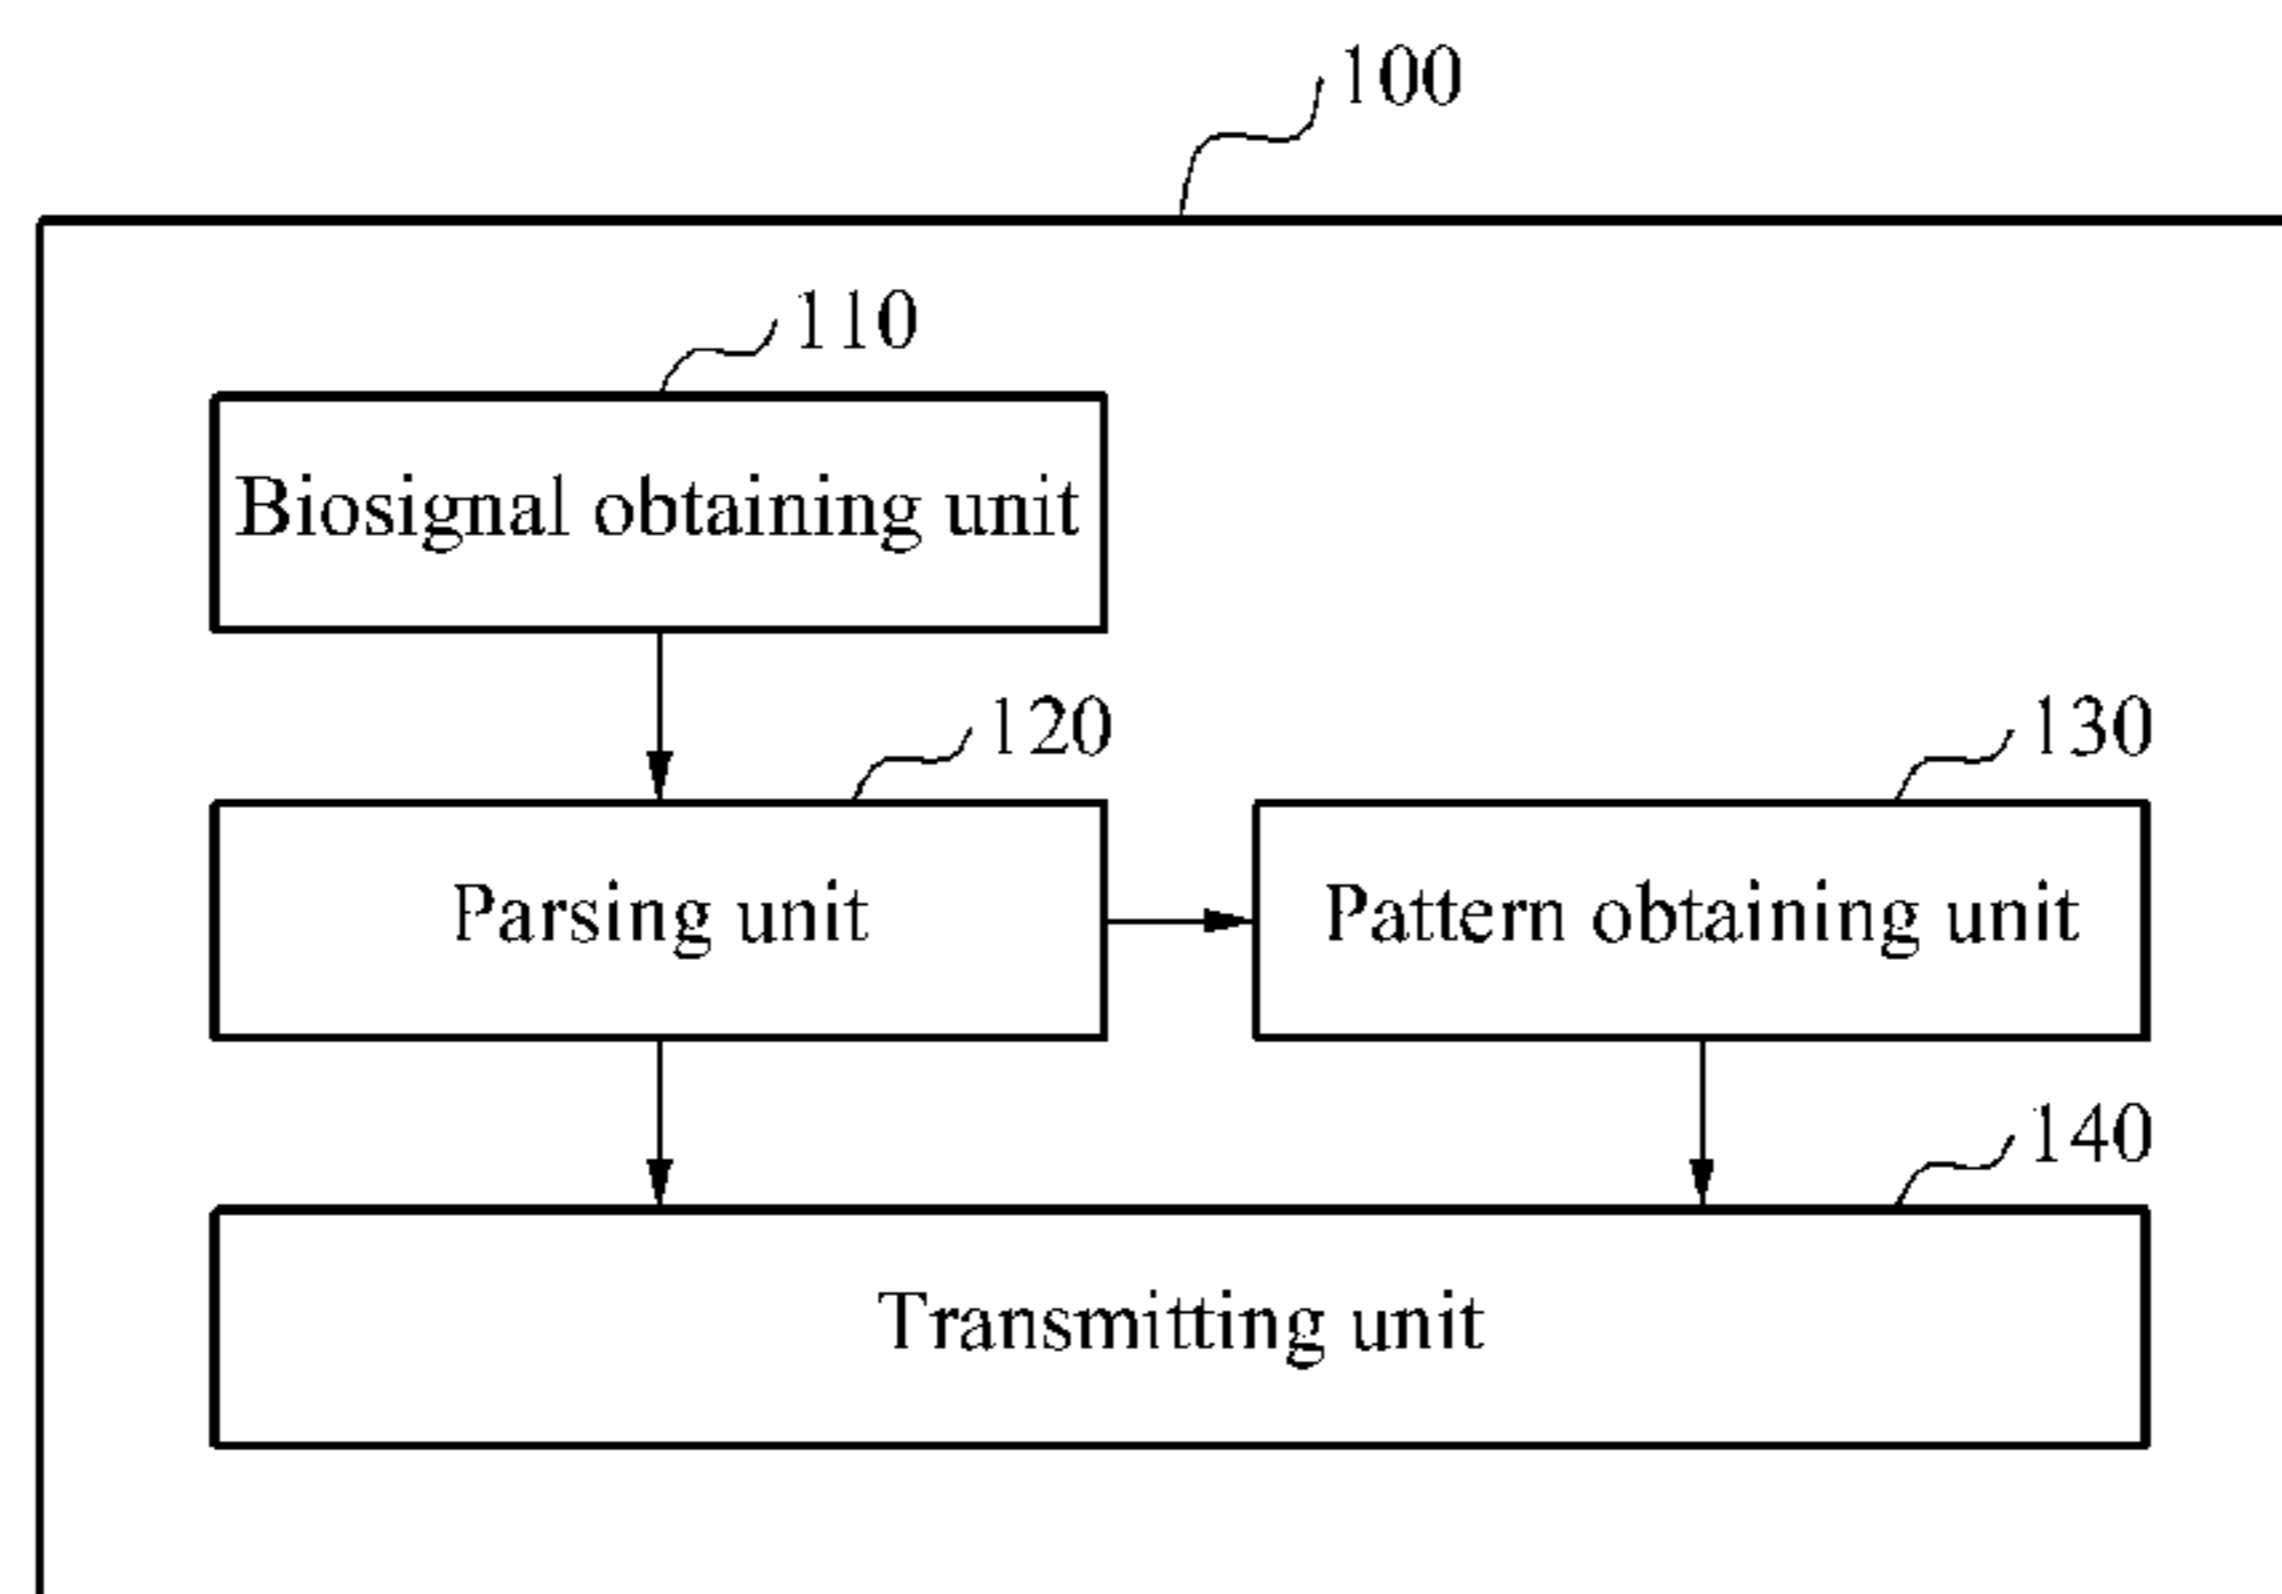 100
110
Biosignal obtaining unit
120
130
Parsing unit
Pattern obtaining unit
140
Transmitting unit